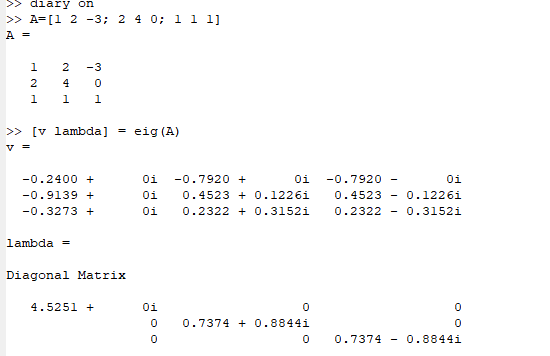 >> diary on
>> A=[1 2 -3; 2 4 0; 1 1 1]
A =
1 2 -3
2 4 0
1 1 1
>> [v lambda] = eig(A)
v =
-0.2400 + 0i -0.7920 + 0i -0.7920 - 0i
-0.9139 + 0i 0.4523 + 0.1226i 0.4523 - 0.1226i
-0.3273 + 0i 0.2322 + 0.3152i 0.2322 - 0.3152i
lambda =
Diagonal Matrix
4.5251 + 0i 0 0
0 0.7374 + 0.8844i 0
0 0 0.7374 - 0.8844i